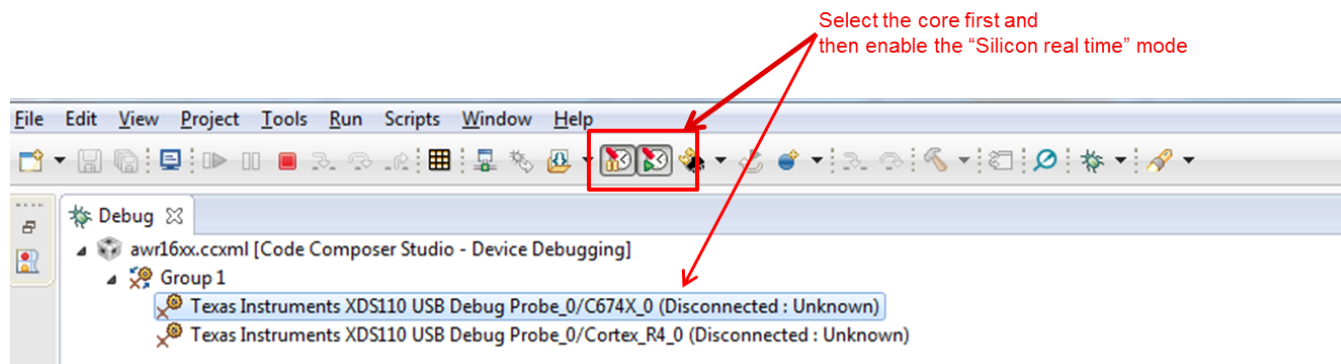 Select the core first and
then enable the “Silicon real time” mode
File Edit View Project Tools Run Scripts Window Help
Debug
awr16xx.ccxml [Code Composer Studio - Device Debugging]
Group 1
Texas Instruments XDS110 USB Debug Probe_0/C674X_0 (Disconnected : Unknown)
Texas Instruments XDS110 USB Debug Probe_0/Cortex_R4_0 (Disconnected : Unknown)